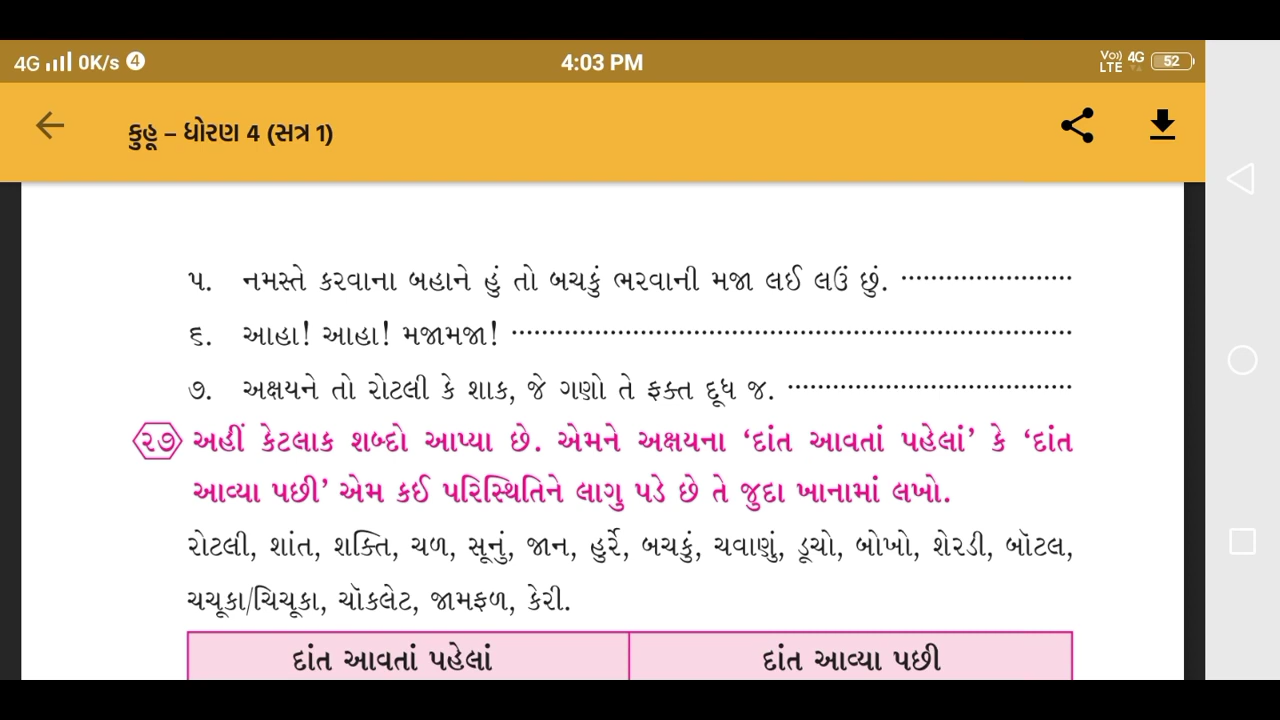 4G 0K/s 4 4:03 PM Vo) LTE 4G 52
કુહૂ – ધોરણ 4 (સત્ર 1)
૫. નમસ્તે કરવાના બહાને હું તો બચકું ભરવાની મજા લઈ લઉં છું. ........................
૬. આહા! આહા! મજામજા! ........................
૭. અક્ષયને તો રોટલી કે શાક, જે ગણો તે ફક્ત દૂધ જ. ........................
૨૭ અહીં કેટલાક શબ્દો આપ્યા છે. એમને અક્ષયના ‘દાંત આવતાં પહેલાં’ કે ‘દાંત
આવ્યા પછી’ એમ કઈ પરિસ્થિતિને લાગુ પડે છે તે જુદા ખાનામાં લખો.
રોટલી, શાંત, શક્તિ, ચળ, સૂનું, જાન, હુર્રે, બચકું, ચવાણું, ડૂચો, બોખો, શેરડી, બૉટલ,
ચચૂકા/ચિચૂકા, ચૉકલેટ, જામફળ, કેરી.
દાંત આવતાં પહેલાં દાંત આવ્યા પછી